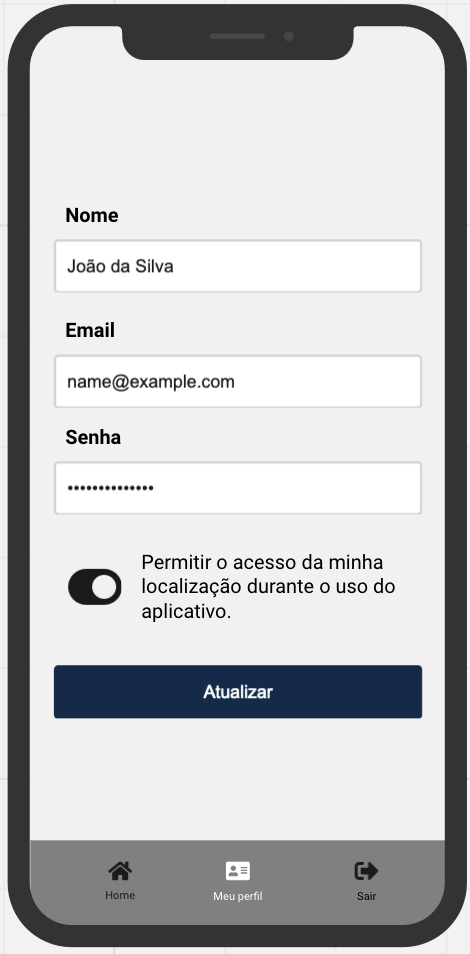 Nome
João da Silva
Email
name@example.com
Senha
••••••••••••••
Permitir o acesso da minha
localização durante o uso do
aplicativo.
Atualizar
Home
Meu perfil
Sair